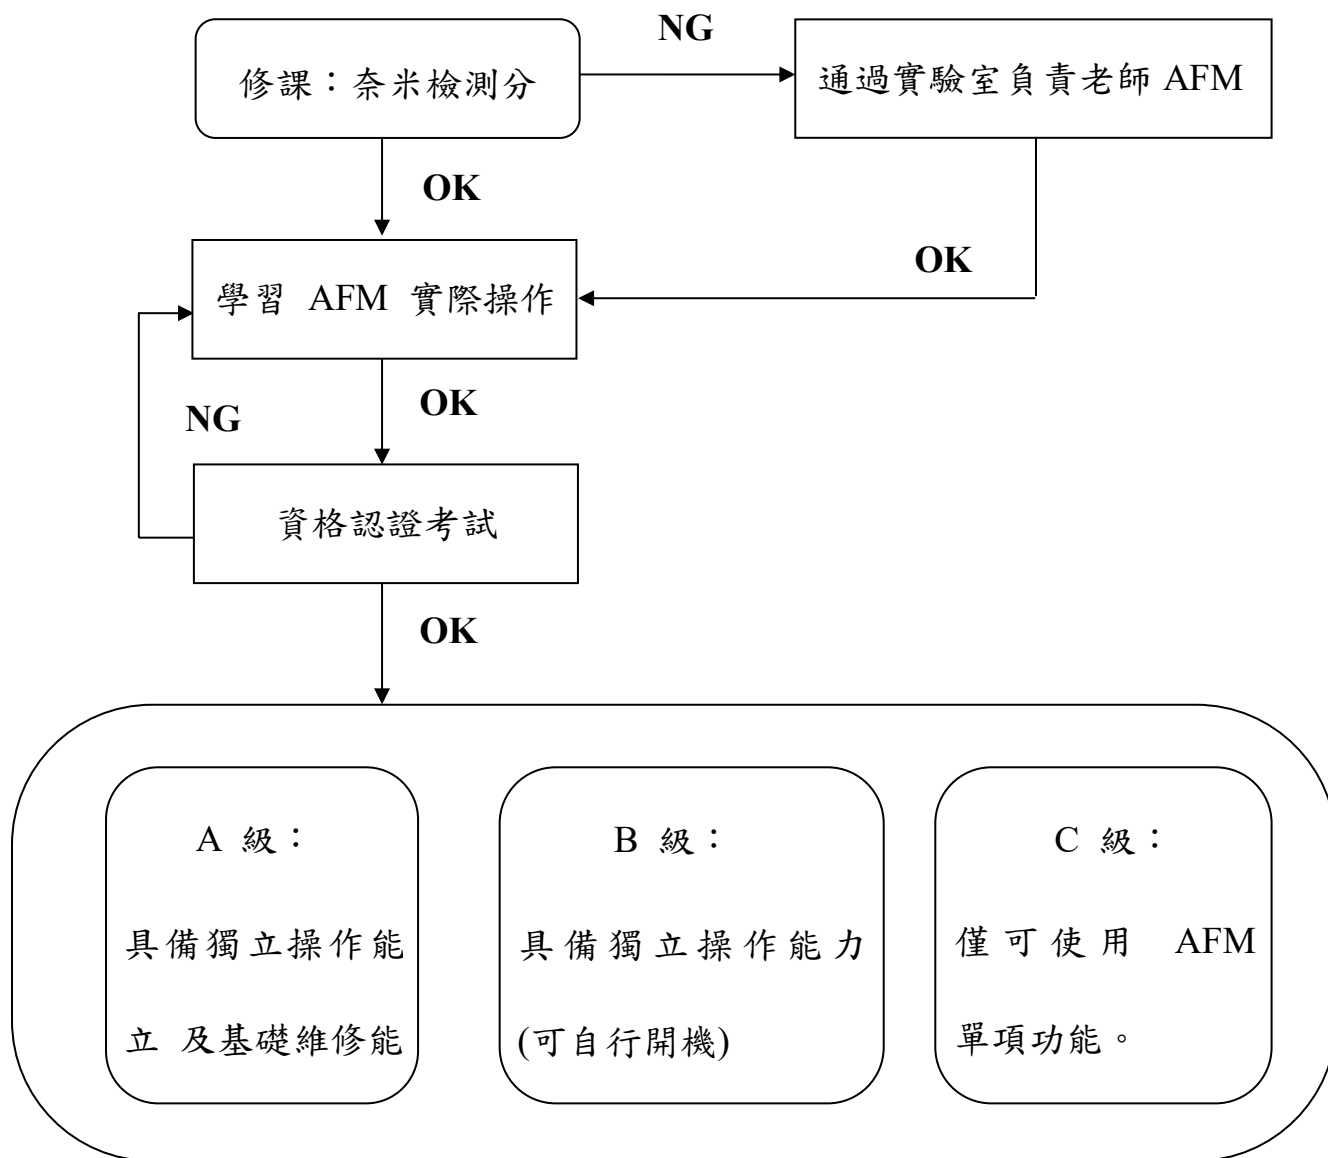 NG
修課：奈米檢測分
通過實驗室負責老師 AFM
OK
OK
學習 AFM 實際操作
OK
NG
資格認證考試
OK
A 級：
具備獨立操作能
立 及基礎維修能
B 級：
具備獨立操作能力
(可自行開機)
C 級：
僅可使用 AFM
單項功能。